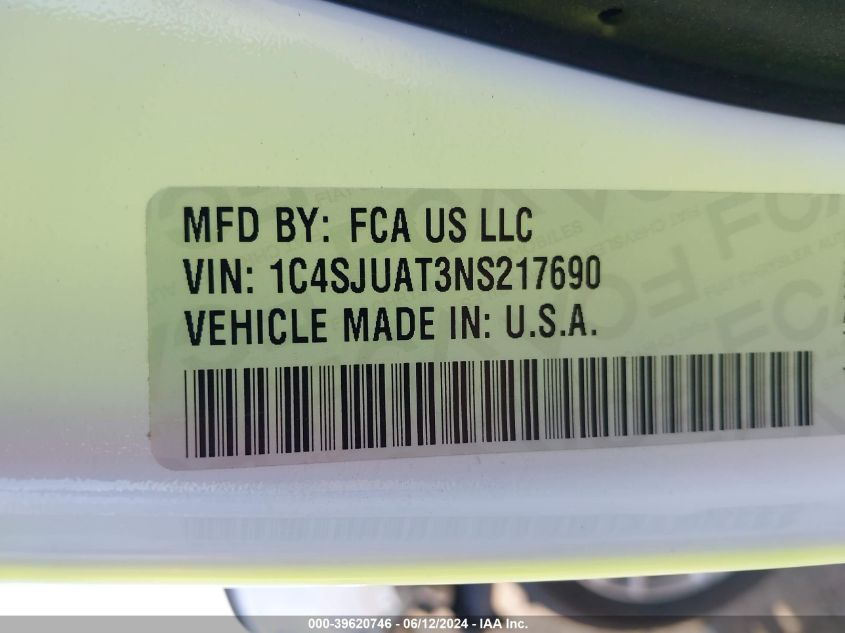 MFD BY: FCA US LLC
VIN: 1C4SJUAT3NS217690
VEHICLE MADE IN: U.S.A.
000-39620746 - 06/12/2024 - IAA Inc.